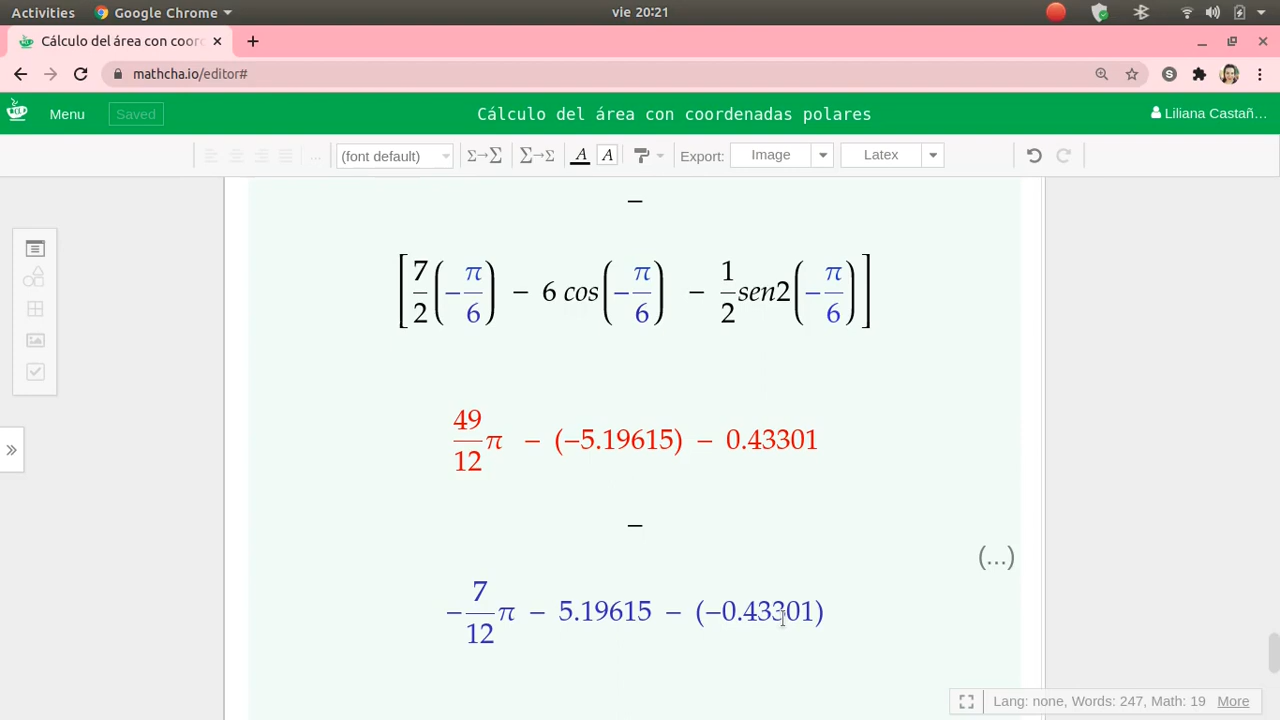 Activities Google Chrome vie 20:21
Cálculo del área con coor
mathcha.io/editor#
Menu Saved Cálculo del área con coordenadas polares Liliana Castañ...
... (font default) Σ→Σ Σ→Σ A A Export: Image Latex
−
[7/2(−π/6) − 6 cos(−π/6) − 1/2 sen2(−π/6)]
49/12 π − (−5.19615) − 0.43301
−
(...)
−7/12 π − 5.19615 − (−0.43301)
Lang: none, Words: 247, Math: 19 More